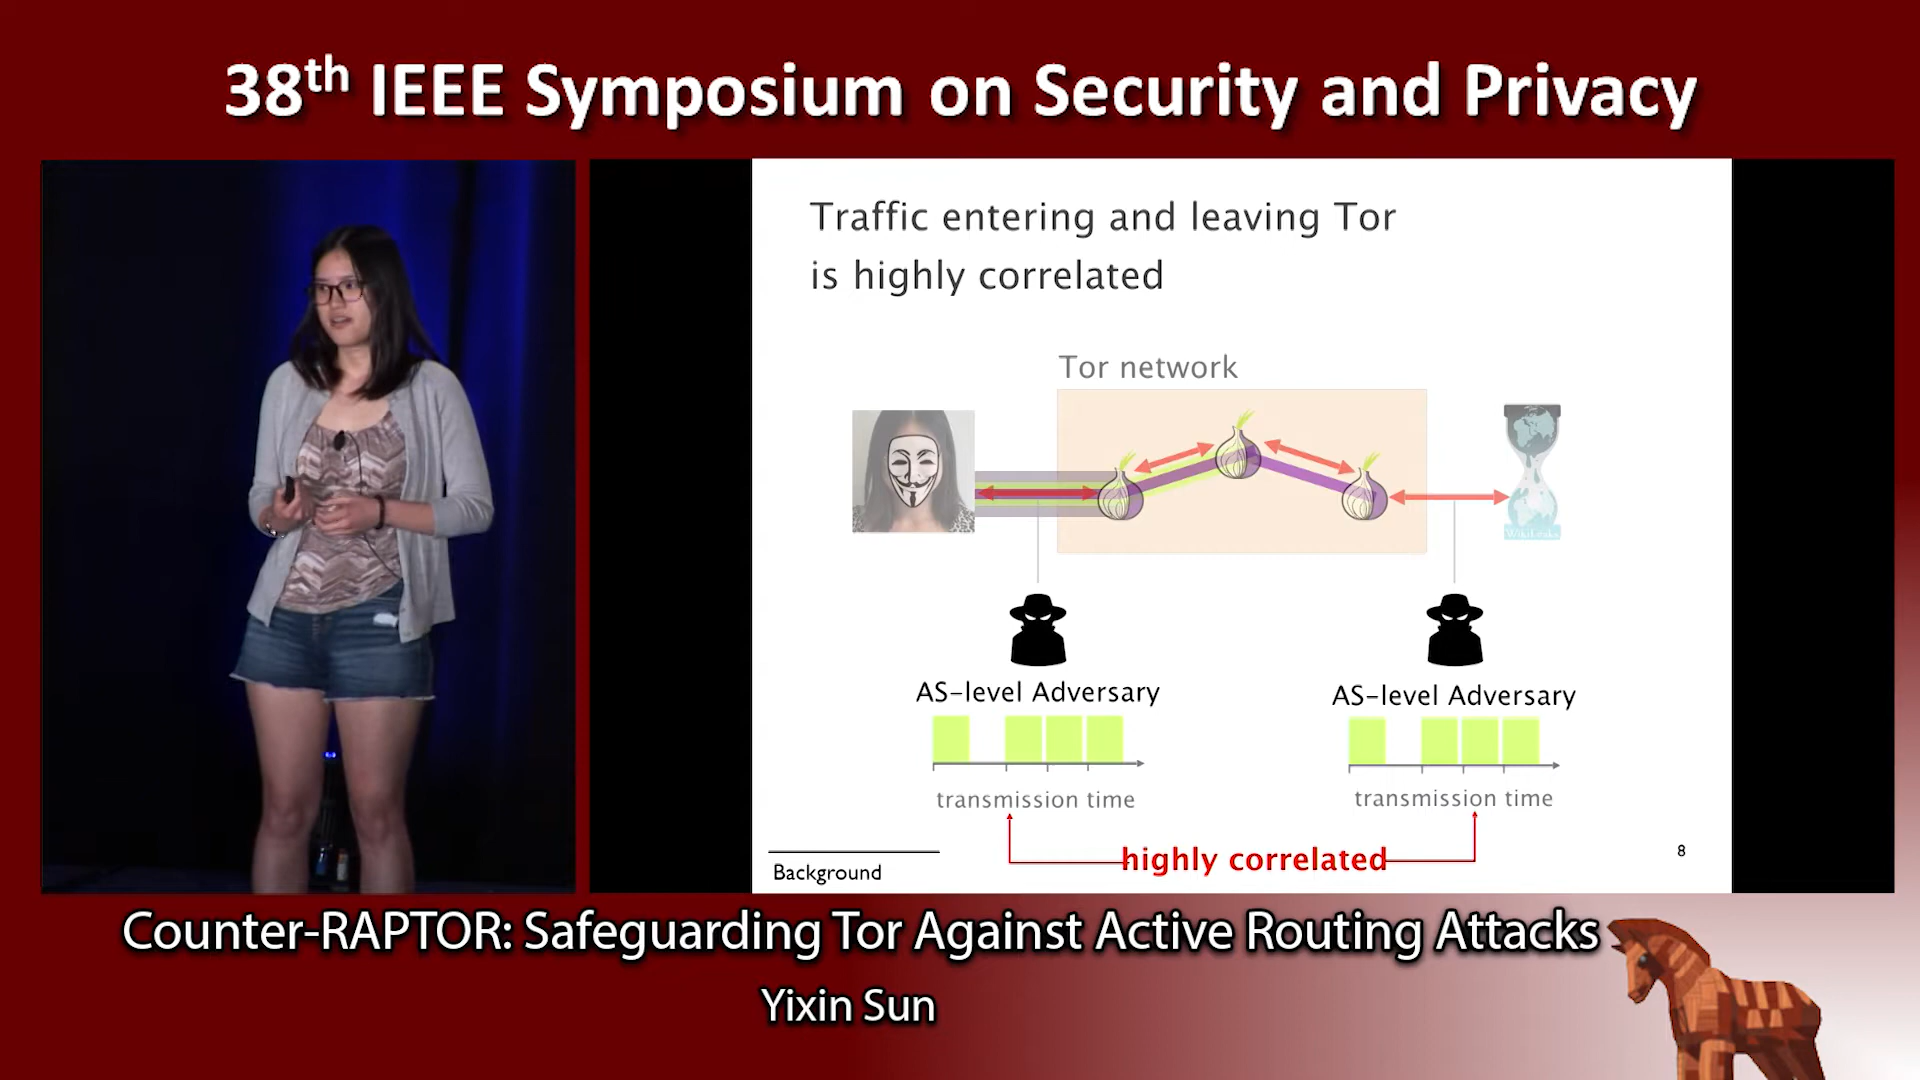 38th IEEE Symposium on Security and Privacy
Traffic entering and leaving Tor
is highly correlated
Tor network
WikiLeaks
AS-level Adversary
AS-level Adversary
transmission time
transmission time
highly correlated
Background
8
Counter-RAPTOR: Safeguarding Tor Against Active Routing Attacks
Yixin Sun